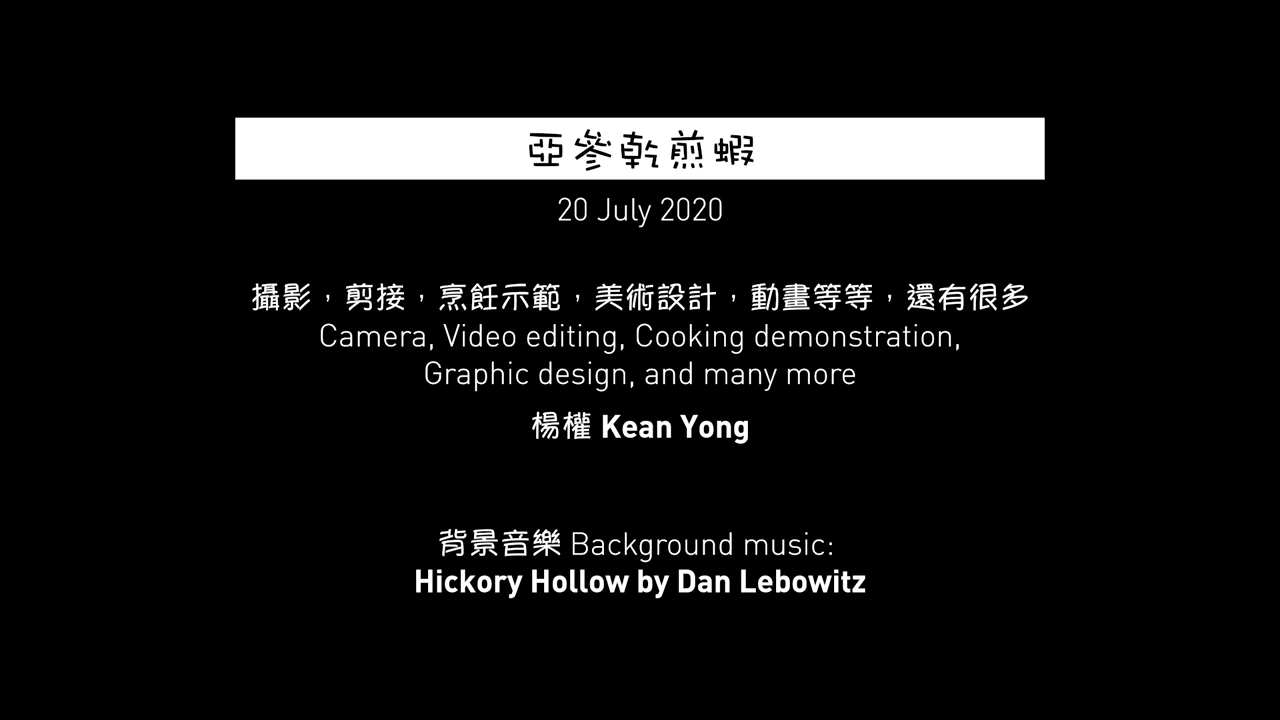 亞參乾煎蝦
20 July 2020
攝影，剪接，烹飪示範，美術設計，動畫等等，還有很多
Camera, Video editing, Cooking demonstration,
Graphic design, and many more
楊權 Kean Yong
背景音樂 Background music:
Hickory Hollow by Dan Lebowitz